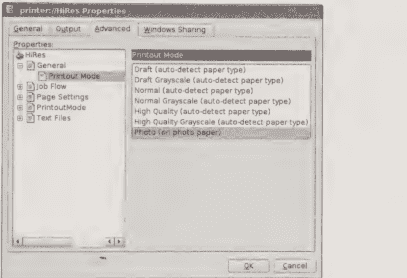 printer://HiRes Properties
General Output Advanced Windows Sharing
Properties:
HiRes
General
Printout Mode
Job Flow
Page Settings
PrintoutMode
Text Files
Printout Mode
Draft (auto-detect paper type)
Draft Grayscale (auto-detect paper type)
Normal (auto-detect paper type)
Normal Grayscale (auto-detect paper type)
High Quality (auto-detect paper type)
High Quality Grayscale (auto-detect paper type)
Photo (on photo paper)
OK Cancel